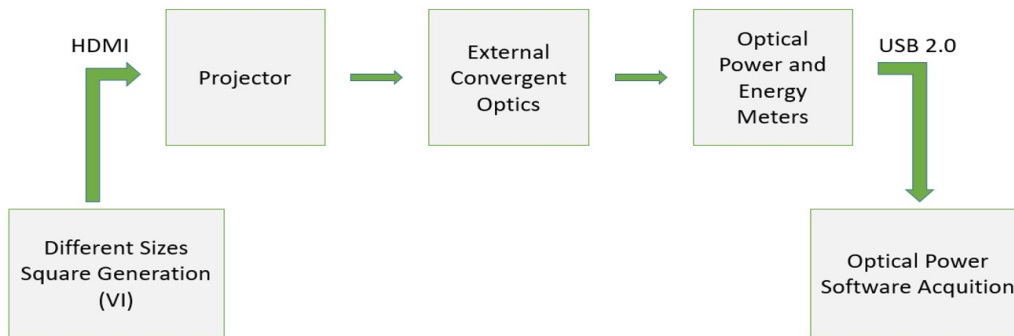 HDMI
Projector
External
Convergent
Optics
Optical
Power and
Energy
Meters
USB 2.0
Different Sizes
Square Generation
(VI)
Optical Power
Software Acquition